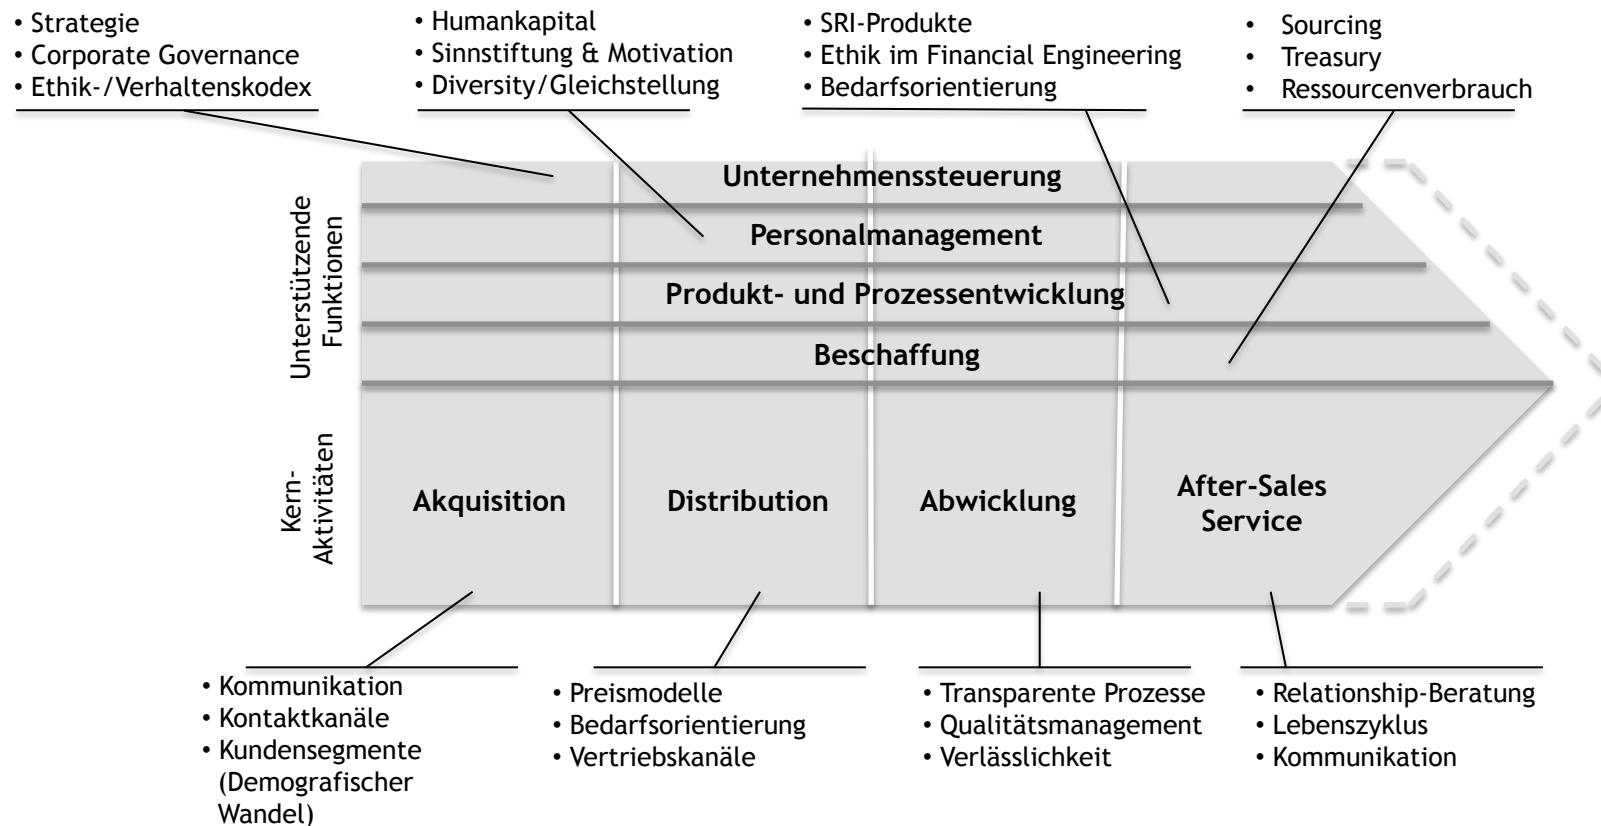 • Strategie
• Corporate Governance
• Ethik-/Verhaltenskodex
• Humankapital
• Sinnstiftung & Motivation
• Diversity/Gleichstellung
• SRI-Produkte
• Ethik im Financial Engineering
• Bedarfsorientierung
• Sourcing
• Treasury
• Ressourcenverbrauch
Unterstützende
Funktionen
Unternehmenssteuerung
Personalmanagement
Produkt- und Prozessentwicklung
Beschaffung
Kern-
Aktivitäten
Akquisition
Distribution
Abwicklung
After-Sales
Service
• Kommunikation
• Kontaktkanäle
• Kundensegmente
(Demografischer
Wandel)
• Preismodelle
• Bedarfsorientierung
• Vertriebskanäle
• Transparente Prozesse
• Qualitätsmanagement
• Verlässlichkeit
• Relationship-Beratung
• Lebenszyklus
• Kommunikation